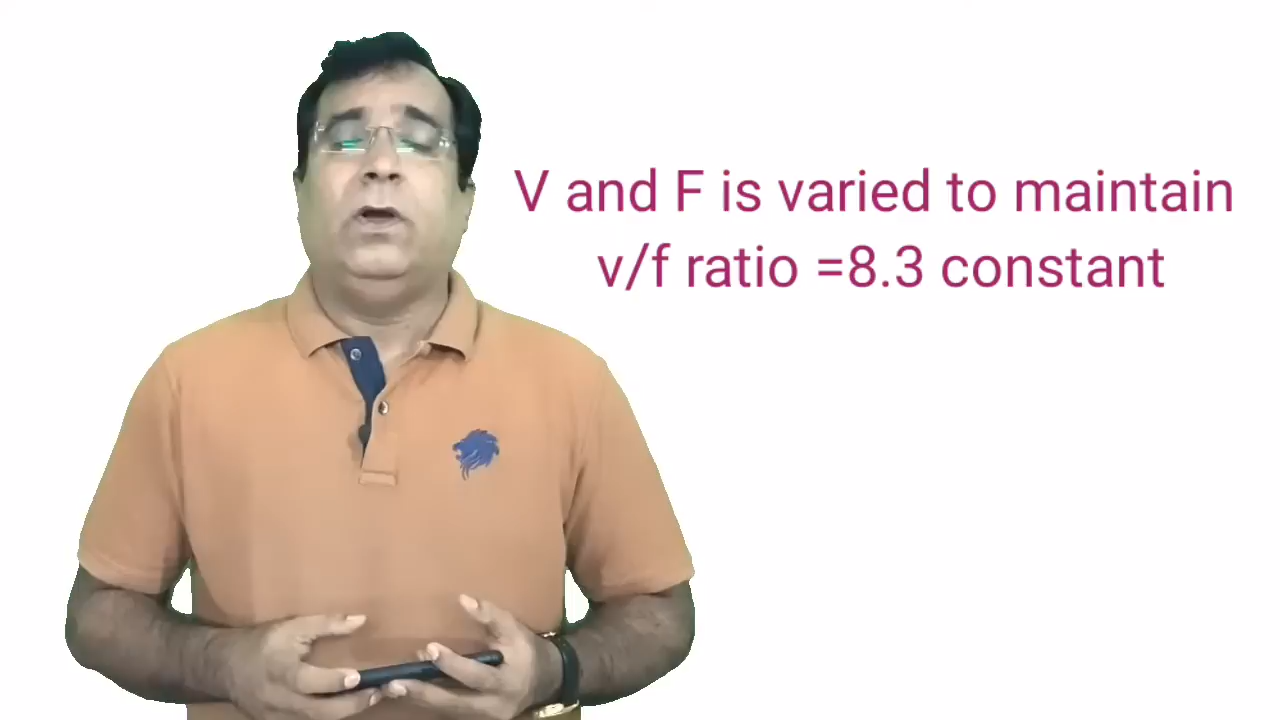 V and F is varied to maintain
v/f ratio =8.3 constant